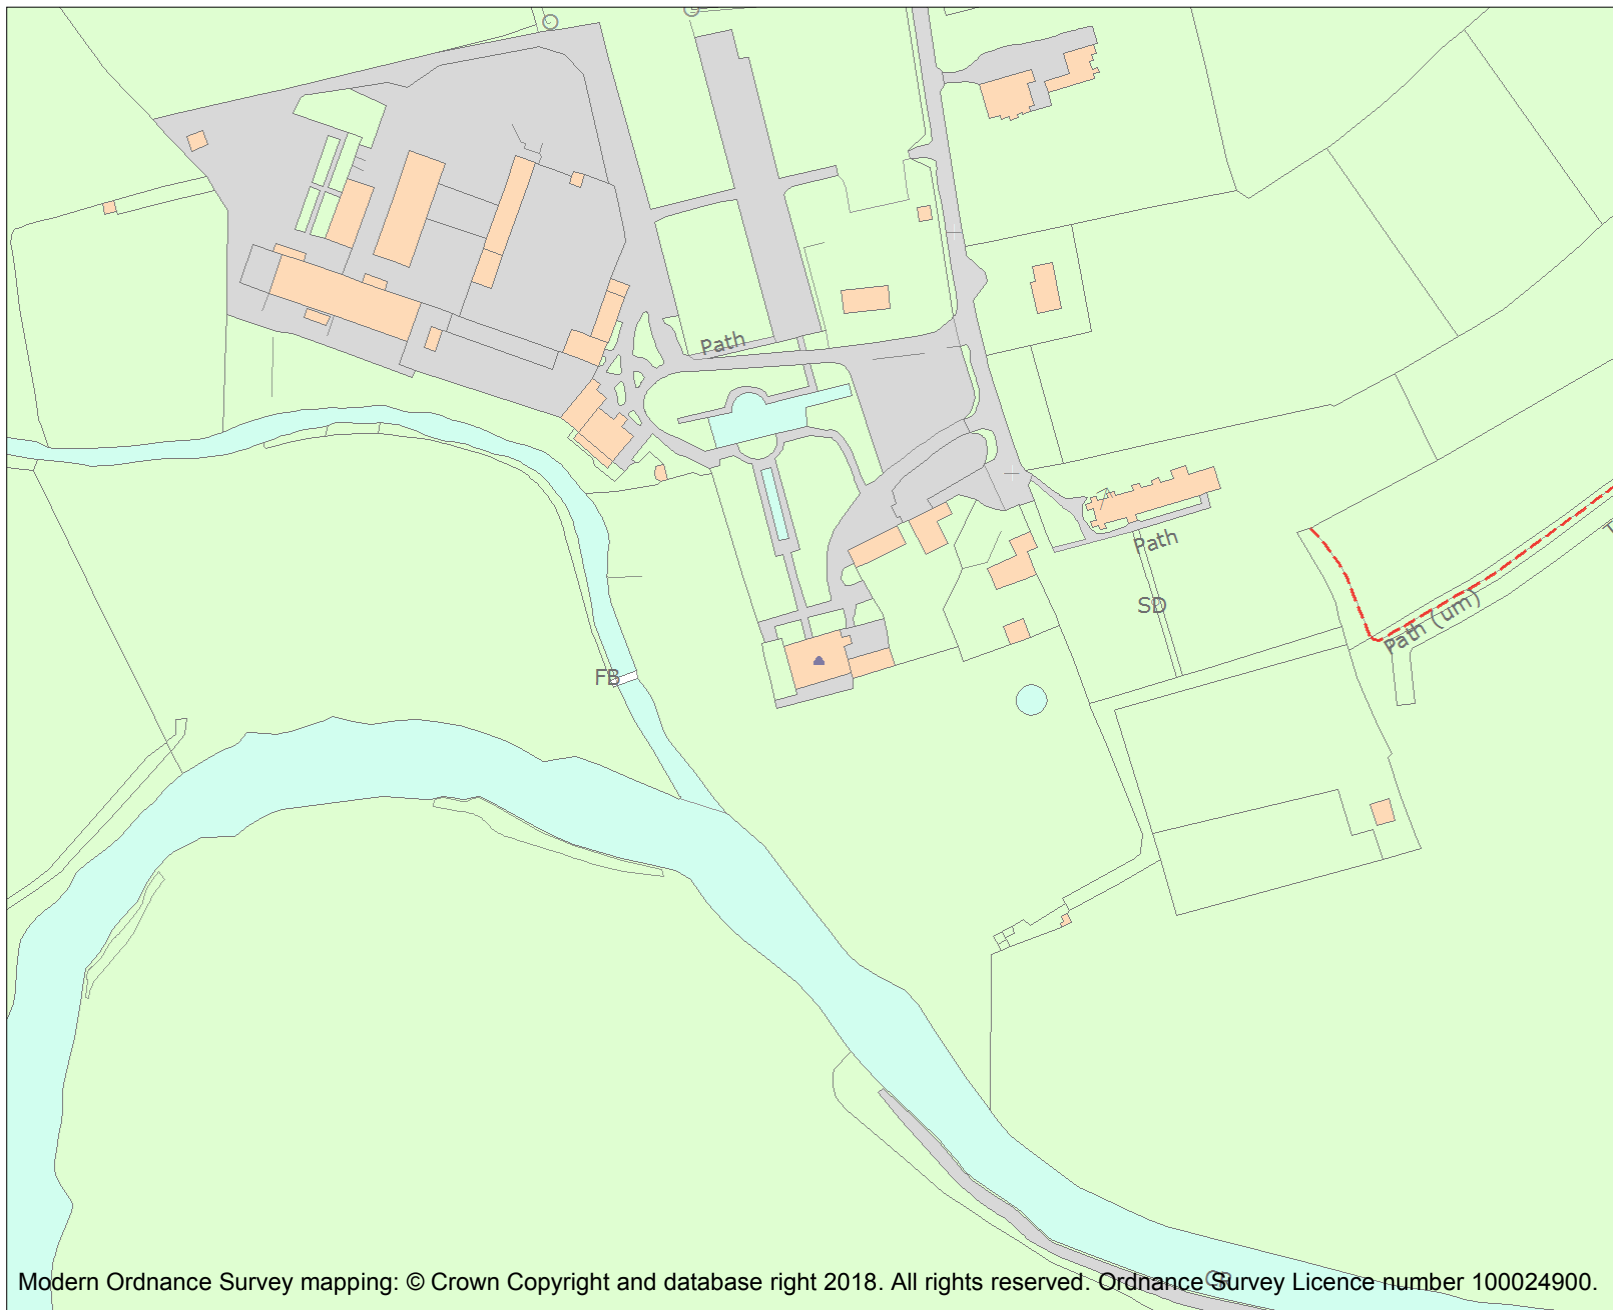 Path
Path
SD
Path (um)
FB
CR
Modern Ordnance Survey mapping: © Crown Copyright and database right 2018. All rights reserved. Ordnance Survey Licence number 100024900.